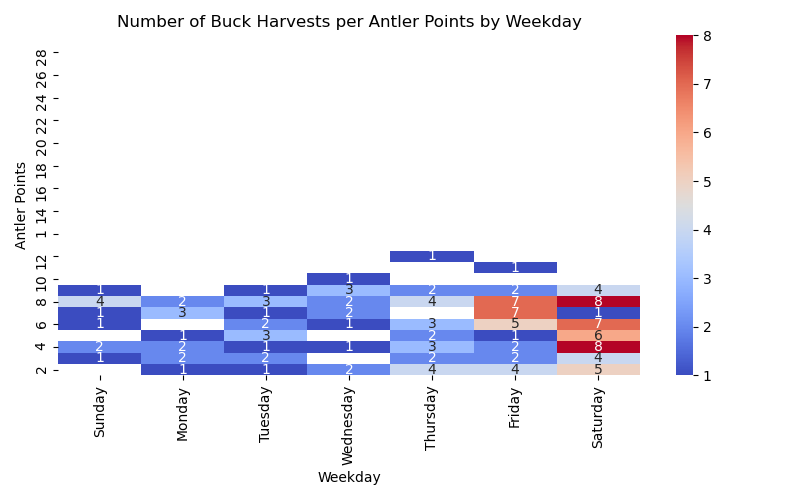 Number of Buck Harvests per Antler Points by Weekday
Antler Points
28
26
24
22
20
18
16
14
1
12
10
8
6
4
2
1
1
1
1 1 3 2 2 4
4 2 3 2 4 7 8
1 3 1 2 7 1
1 2 1 3 5 7
1 3 2 1 6
2 2 1 1 3 2 8
1 2 2 2 2 4
1 1 2 4 4 5
Sunday
Monday
Tuesday
Wednesday
Thursday
Friday
Saturday
Weekday
8
7
6
5
4
3
2
1